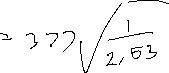 = 377√(1/2,53)